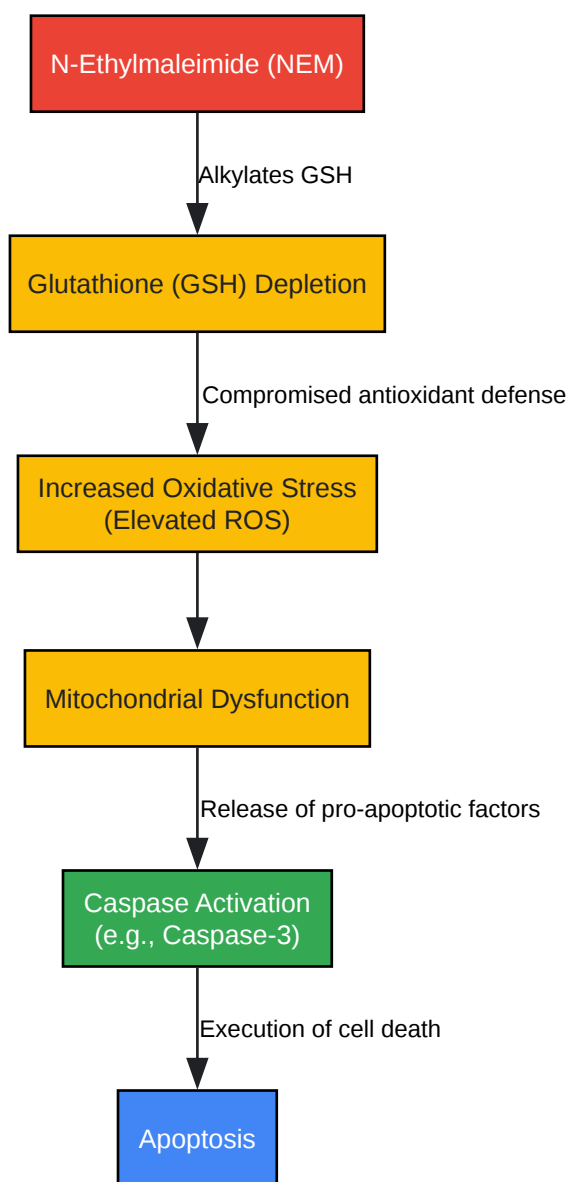 N-Ethylmaleimide (NEM)
Alkylates GSH
Glutathione (GSH) Depletion
Compromised antioxidant defense
Increased Oxidative Stress
(Elevated ROS)
Mitochondrial Dysfunction
Release of pro-apoptotic factors
Caspase Activation
(e.g., Caspase-3)
Execution of cell death
Apoptosis